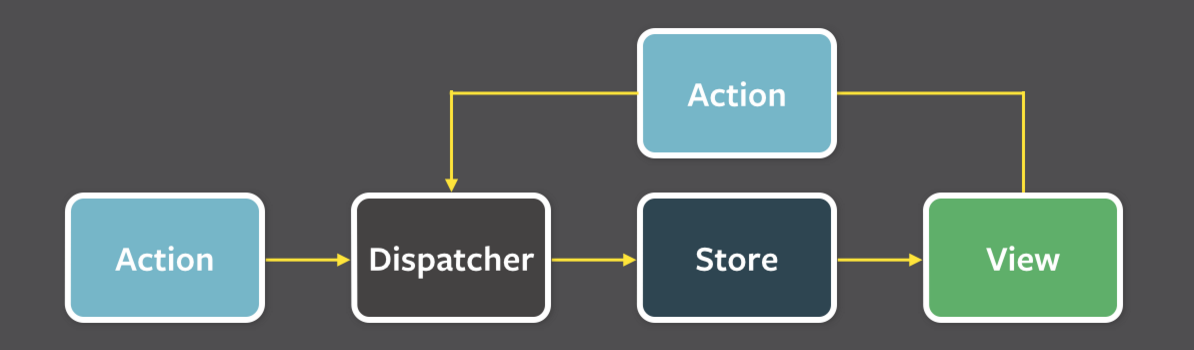 Action
Action
Dispatcher
Store
View